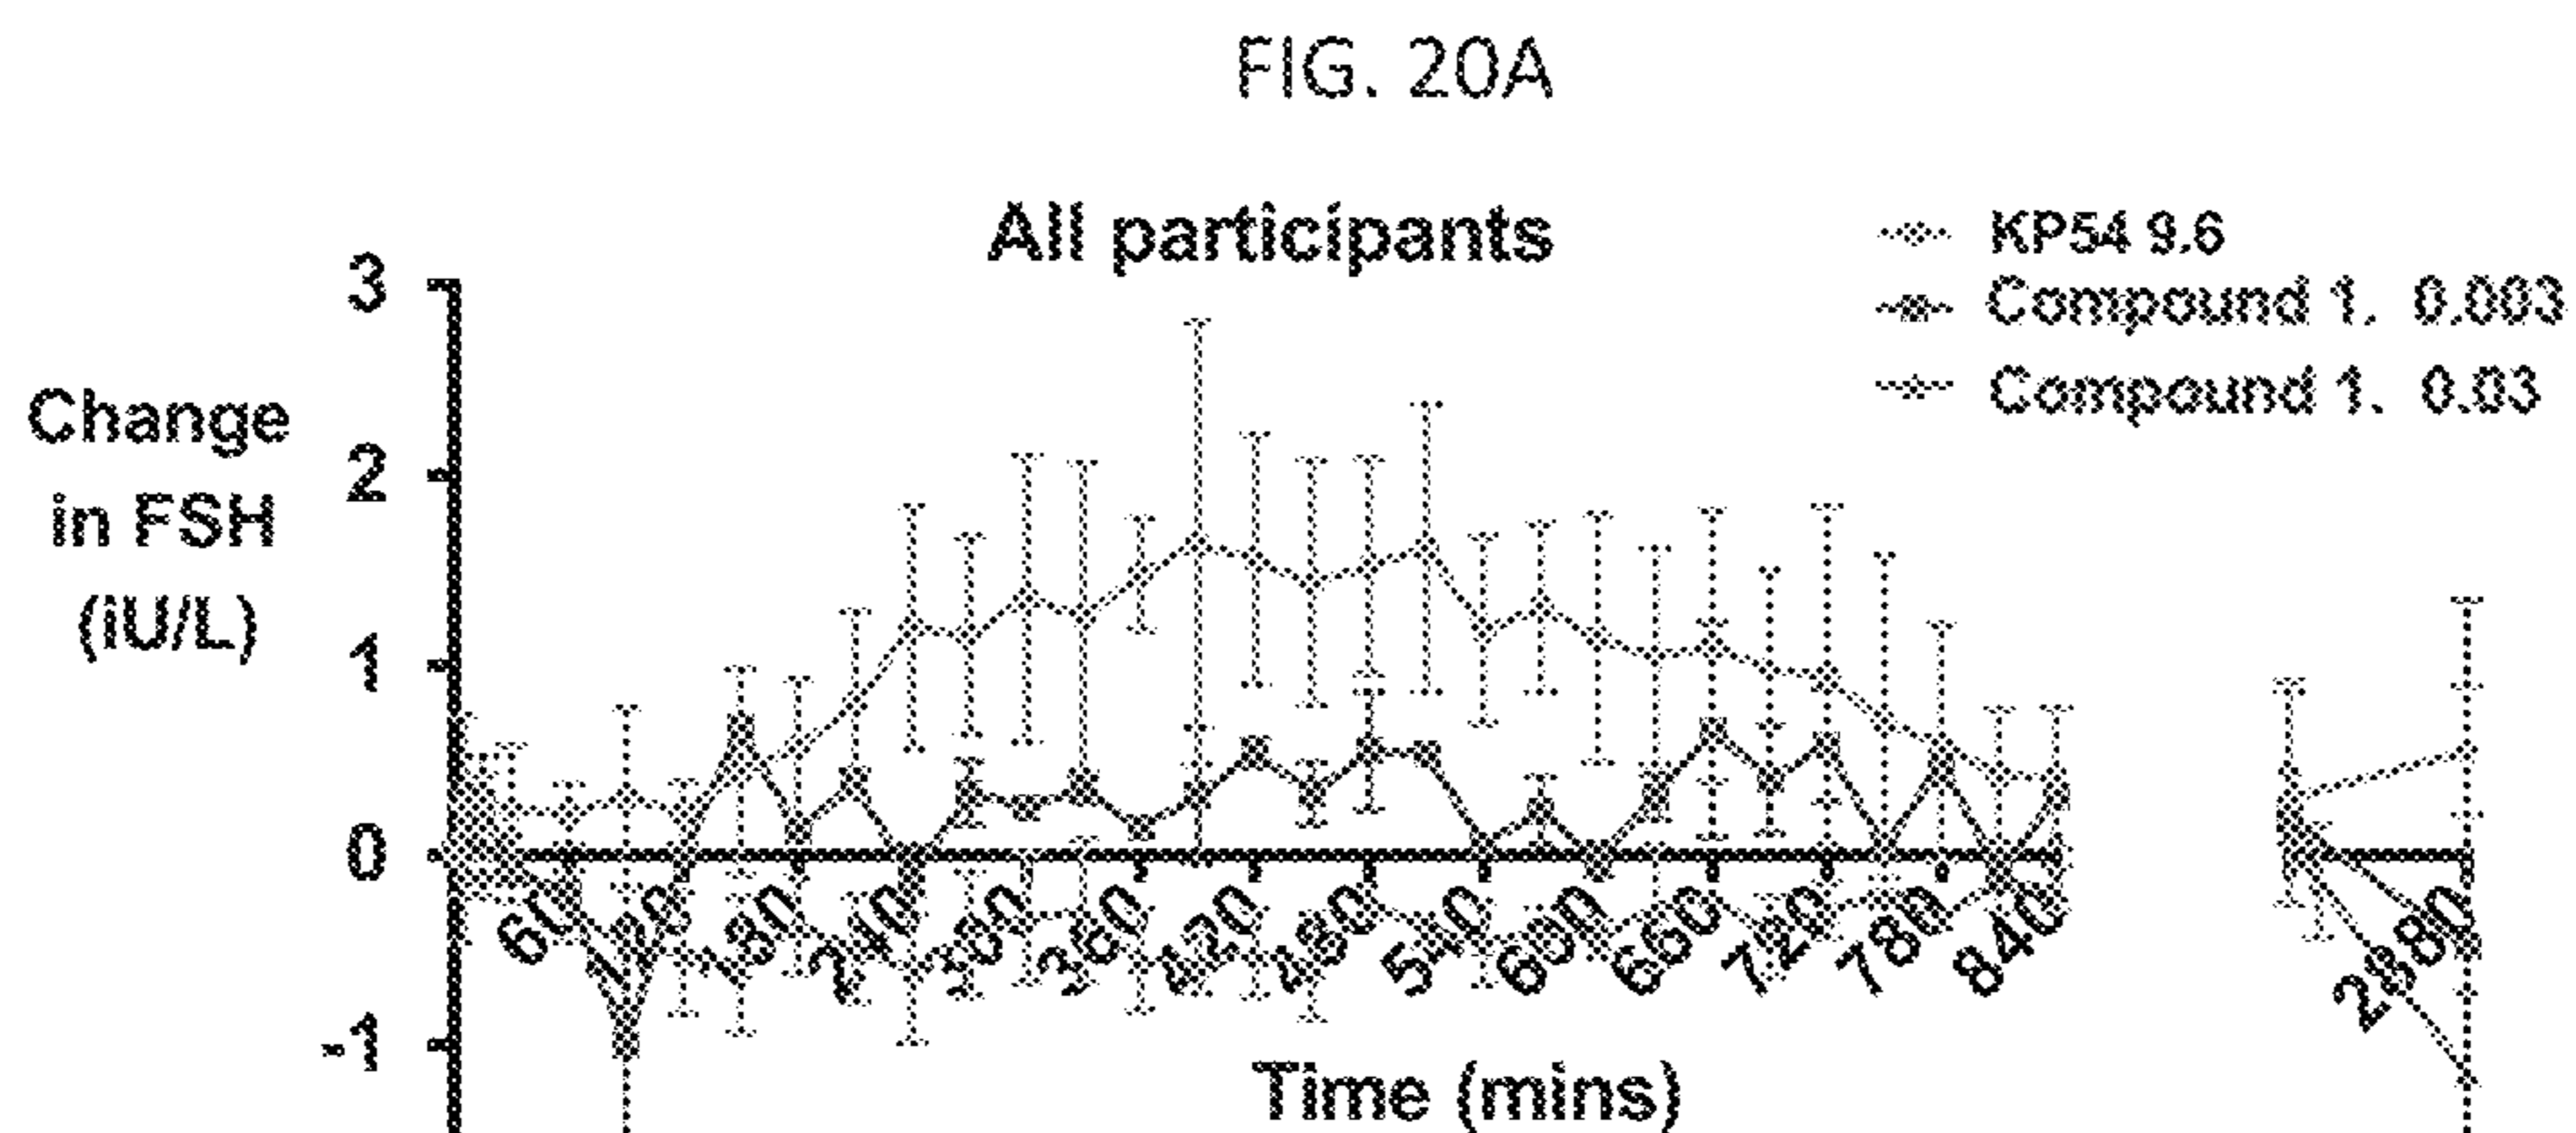 FIG. 20A
All participants
KP54 9.6
Compound 1. 0.003
Compound 1. 0.03
Change
in FSH
(iU/L)
3
2
1
0
-1
60 120 180 240 300 360 420 480 540 600 660 720 780 840 2880
Time (mins)